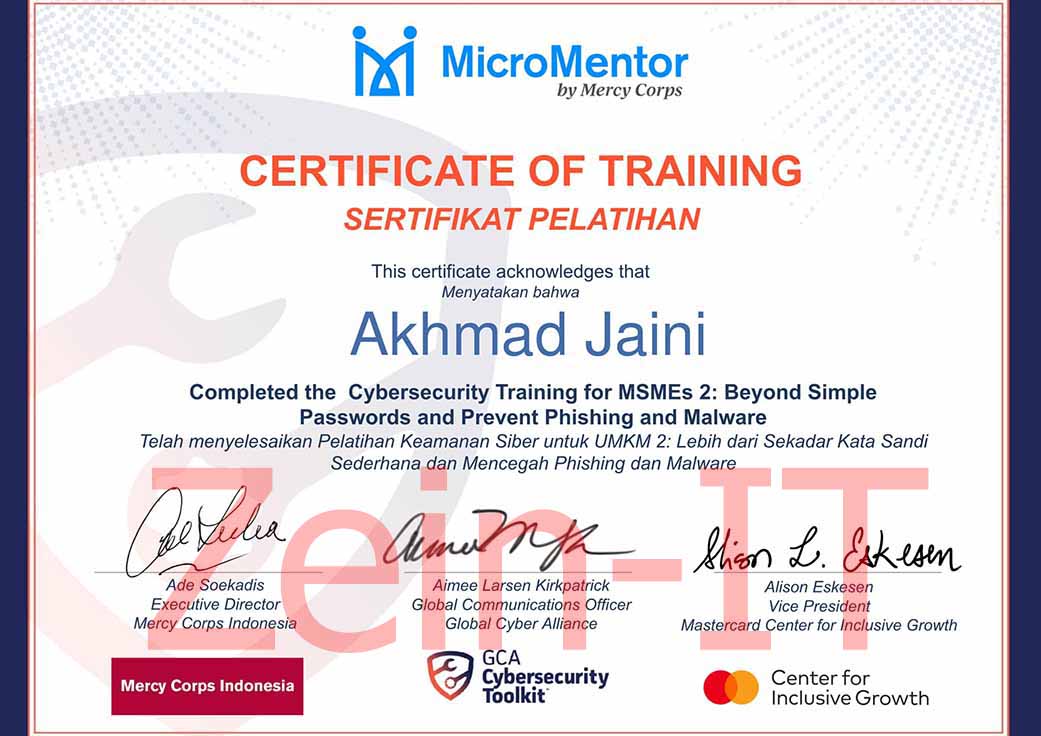 MicroMentor
by Mercy Corps
CERTIFICATE OF TRAINING
SERTIFIKAT PELATIHAN
This certificate acknowledges that
Menyatakan bahwa
Akhmad Jaini
Completed the Cybersecurity Training for MSMEs 2: Beyond Simple
Passwords and Prevent Phishing and Malware
Telah menyelesaikan Pelatihan Keamanan Siber untuk UMKM 2: Lebih dari Sekadar Kata Sandi
Sederhana dan Mencegah Phishing dan Malware
Zein-IT
Alison L. Eskesen
Ade Soekadis
Executive Director
Mercy Corps Indonesia
Aimee Larsen Kirkpatrick
Global Communications Officer
Global Cyber Alliance
Alison Eskesen
Vice President
Mastercard Center for Inclusive Growth
Mercy Corps Indonesia
GCA
Cybersecurity
Toolkit
Center for
Inclusive Growth